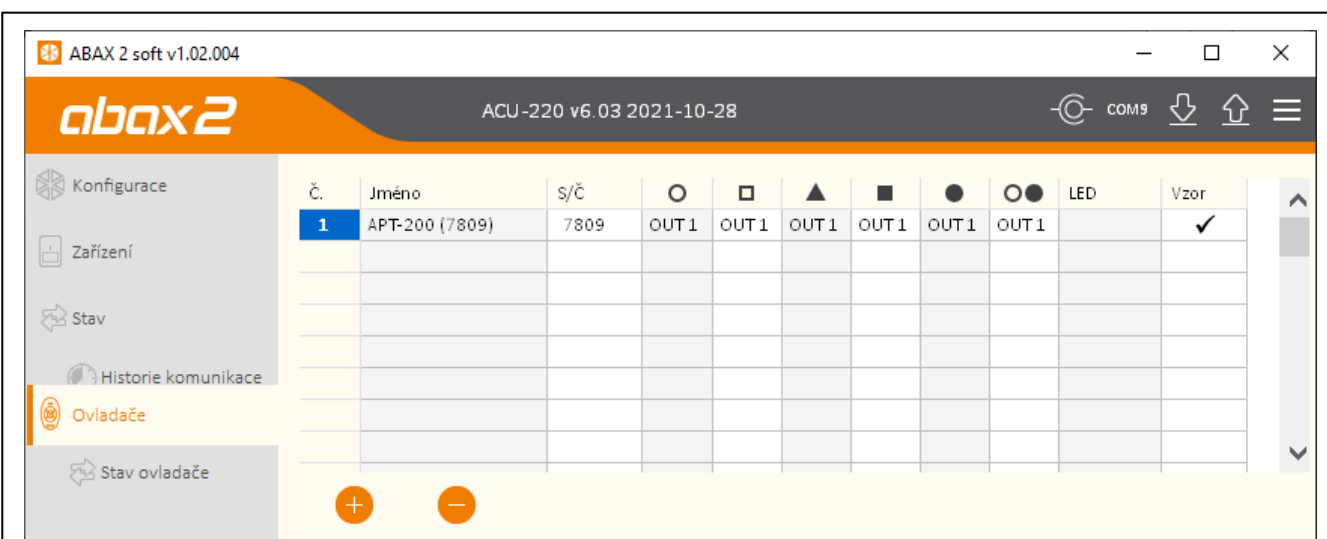 ABAX 2 soft v1.02.004
abax2
ACU-220 v6.03 2021-10-28
COM9
Konfigurace
Zařízení
Stav
Historie komunikace
Ovladače
Stav ovladače
Č. Jméno S/Č LED Vzor
1 APT-200 (7809) 7809 OUT1 OUT1 OUT1 OUT1 OUT1 OUT1